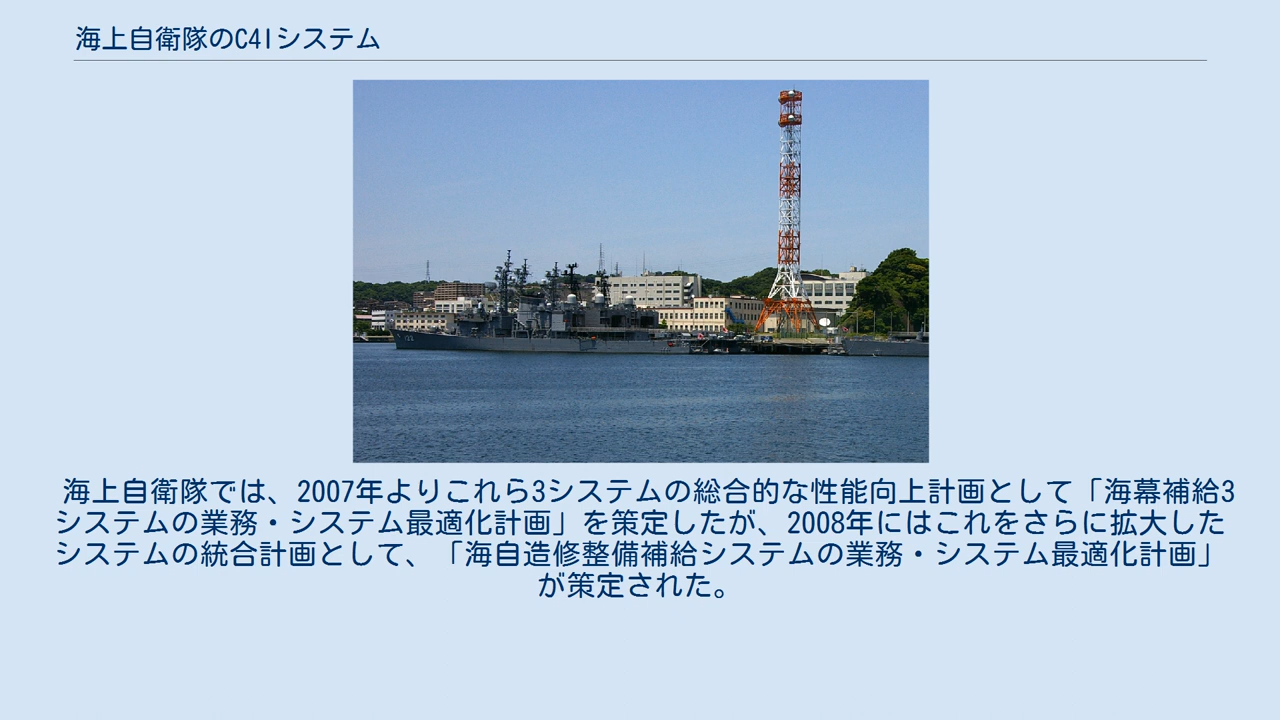 海上自衛隊のC4Iシステム
海上自衛隊では、2007年よりこれら3システムの総合的な性能向上計画として「海幕補給3
システムの業務・システム最適化計画」を策定したが、2008年にはこれをさらに拡大した
システムの統合計画として、「海自造修整備補給システムの業務・システム最適化計画」
が策定された。